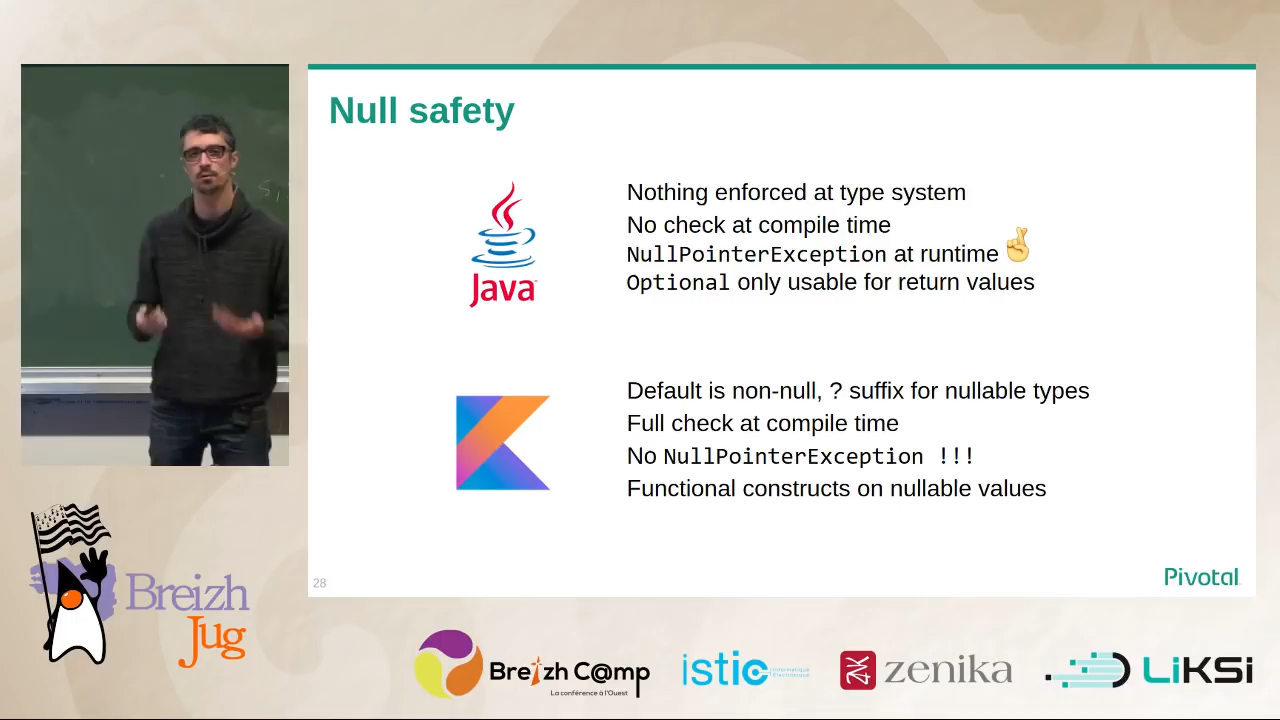 Null safety
Nothing enforced at type system
No check at compile time
NullPointerException at runtime
Optional only usable for return values
Java
Default is non-null, ? suffix for nullable types
Full check at compile time
No NullPointerException !!!
Functional constructs on nullable values
28
Pivotal
Breizh
Jug
Breizh C@mp
La conférence à l'Ouest
istic
Informatique
Électronique
zenika
LiKSi